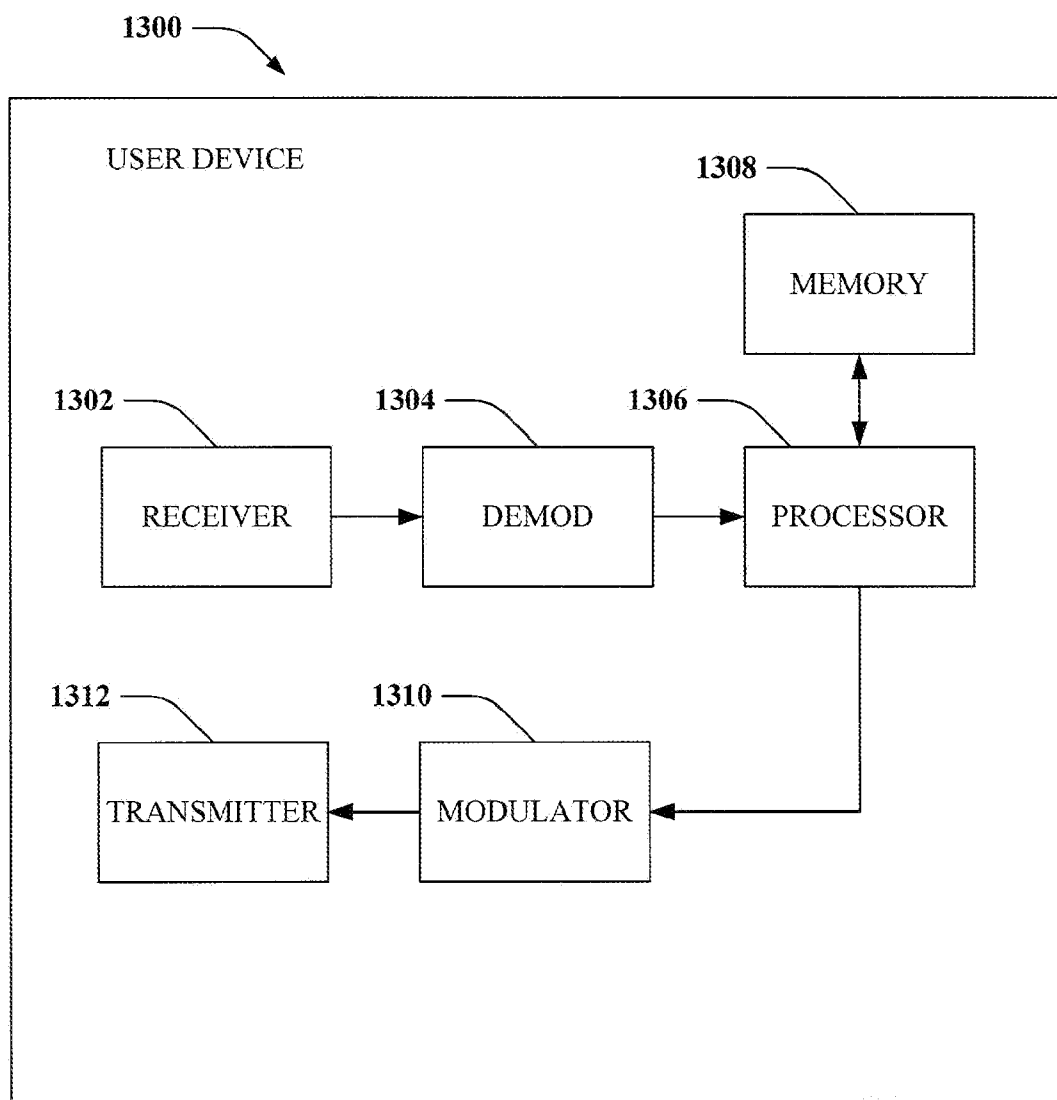 1300
USER DEVICE
1308
MEMORY
1302
1304
1306
RECEIVER
DEMOD
PROCESSOR
1312
1310
TRANSMITTER
MODULATOR